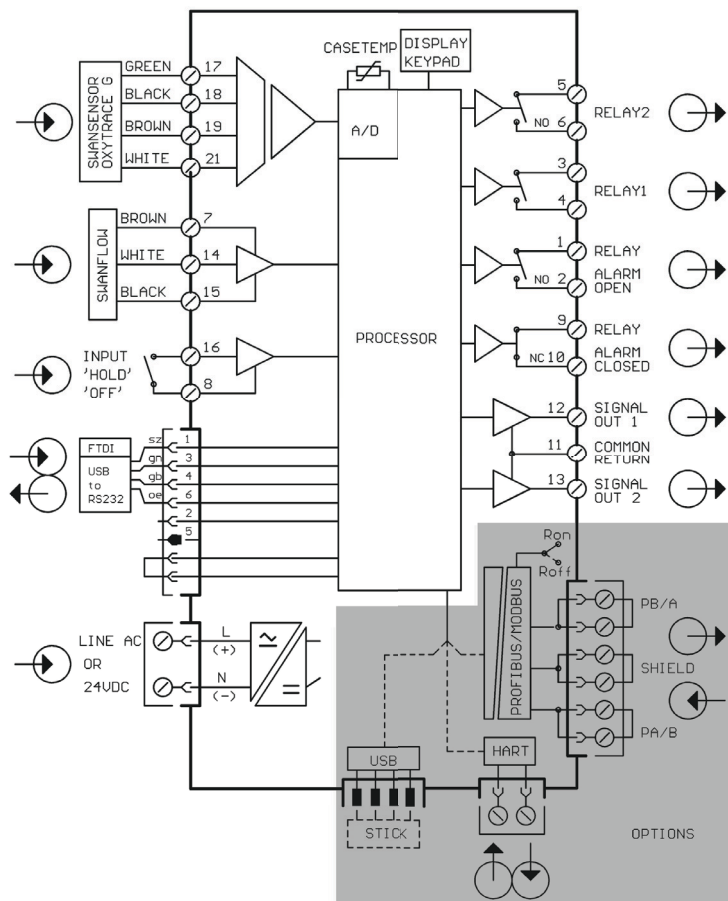 CASETEMP
DISPLAY
KEYPAD
A/D
PROCESSOR
SWANSENSOR
OXYTRACE G
GREEN 17
BLACK 18
BROWN 19
WHITE 21
SWANFLOW
BROWN 7
WHITE 14
BLACK 15
INPUT
'HOLD'
'OFF'
16
8
FTDI
USB
to
RS232
sz 1
gn 3
gb 4
oe 6
2
5
LINE AC
OR
24VDC
L
(+)
N
(-)
5
NO 6
RELAY2
3
4
RELAY1
1
NO 2
RELAY
ALARM
OPEN
9
NC 10
RELAY
ALARM
CLOSED
12
SIGNAL
OUT 1
11
COMMON
RETURN
13
SIGNAL
OUT 2
Ron
Roff
PROFIBUS/MODBUS
PB/A
SHIELD
PA/B
USB
STICK
HART
OPTIONS